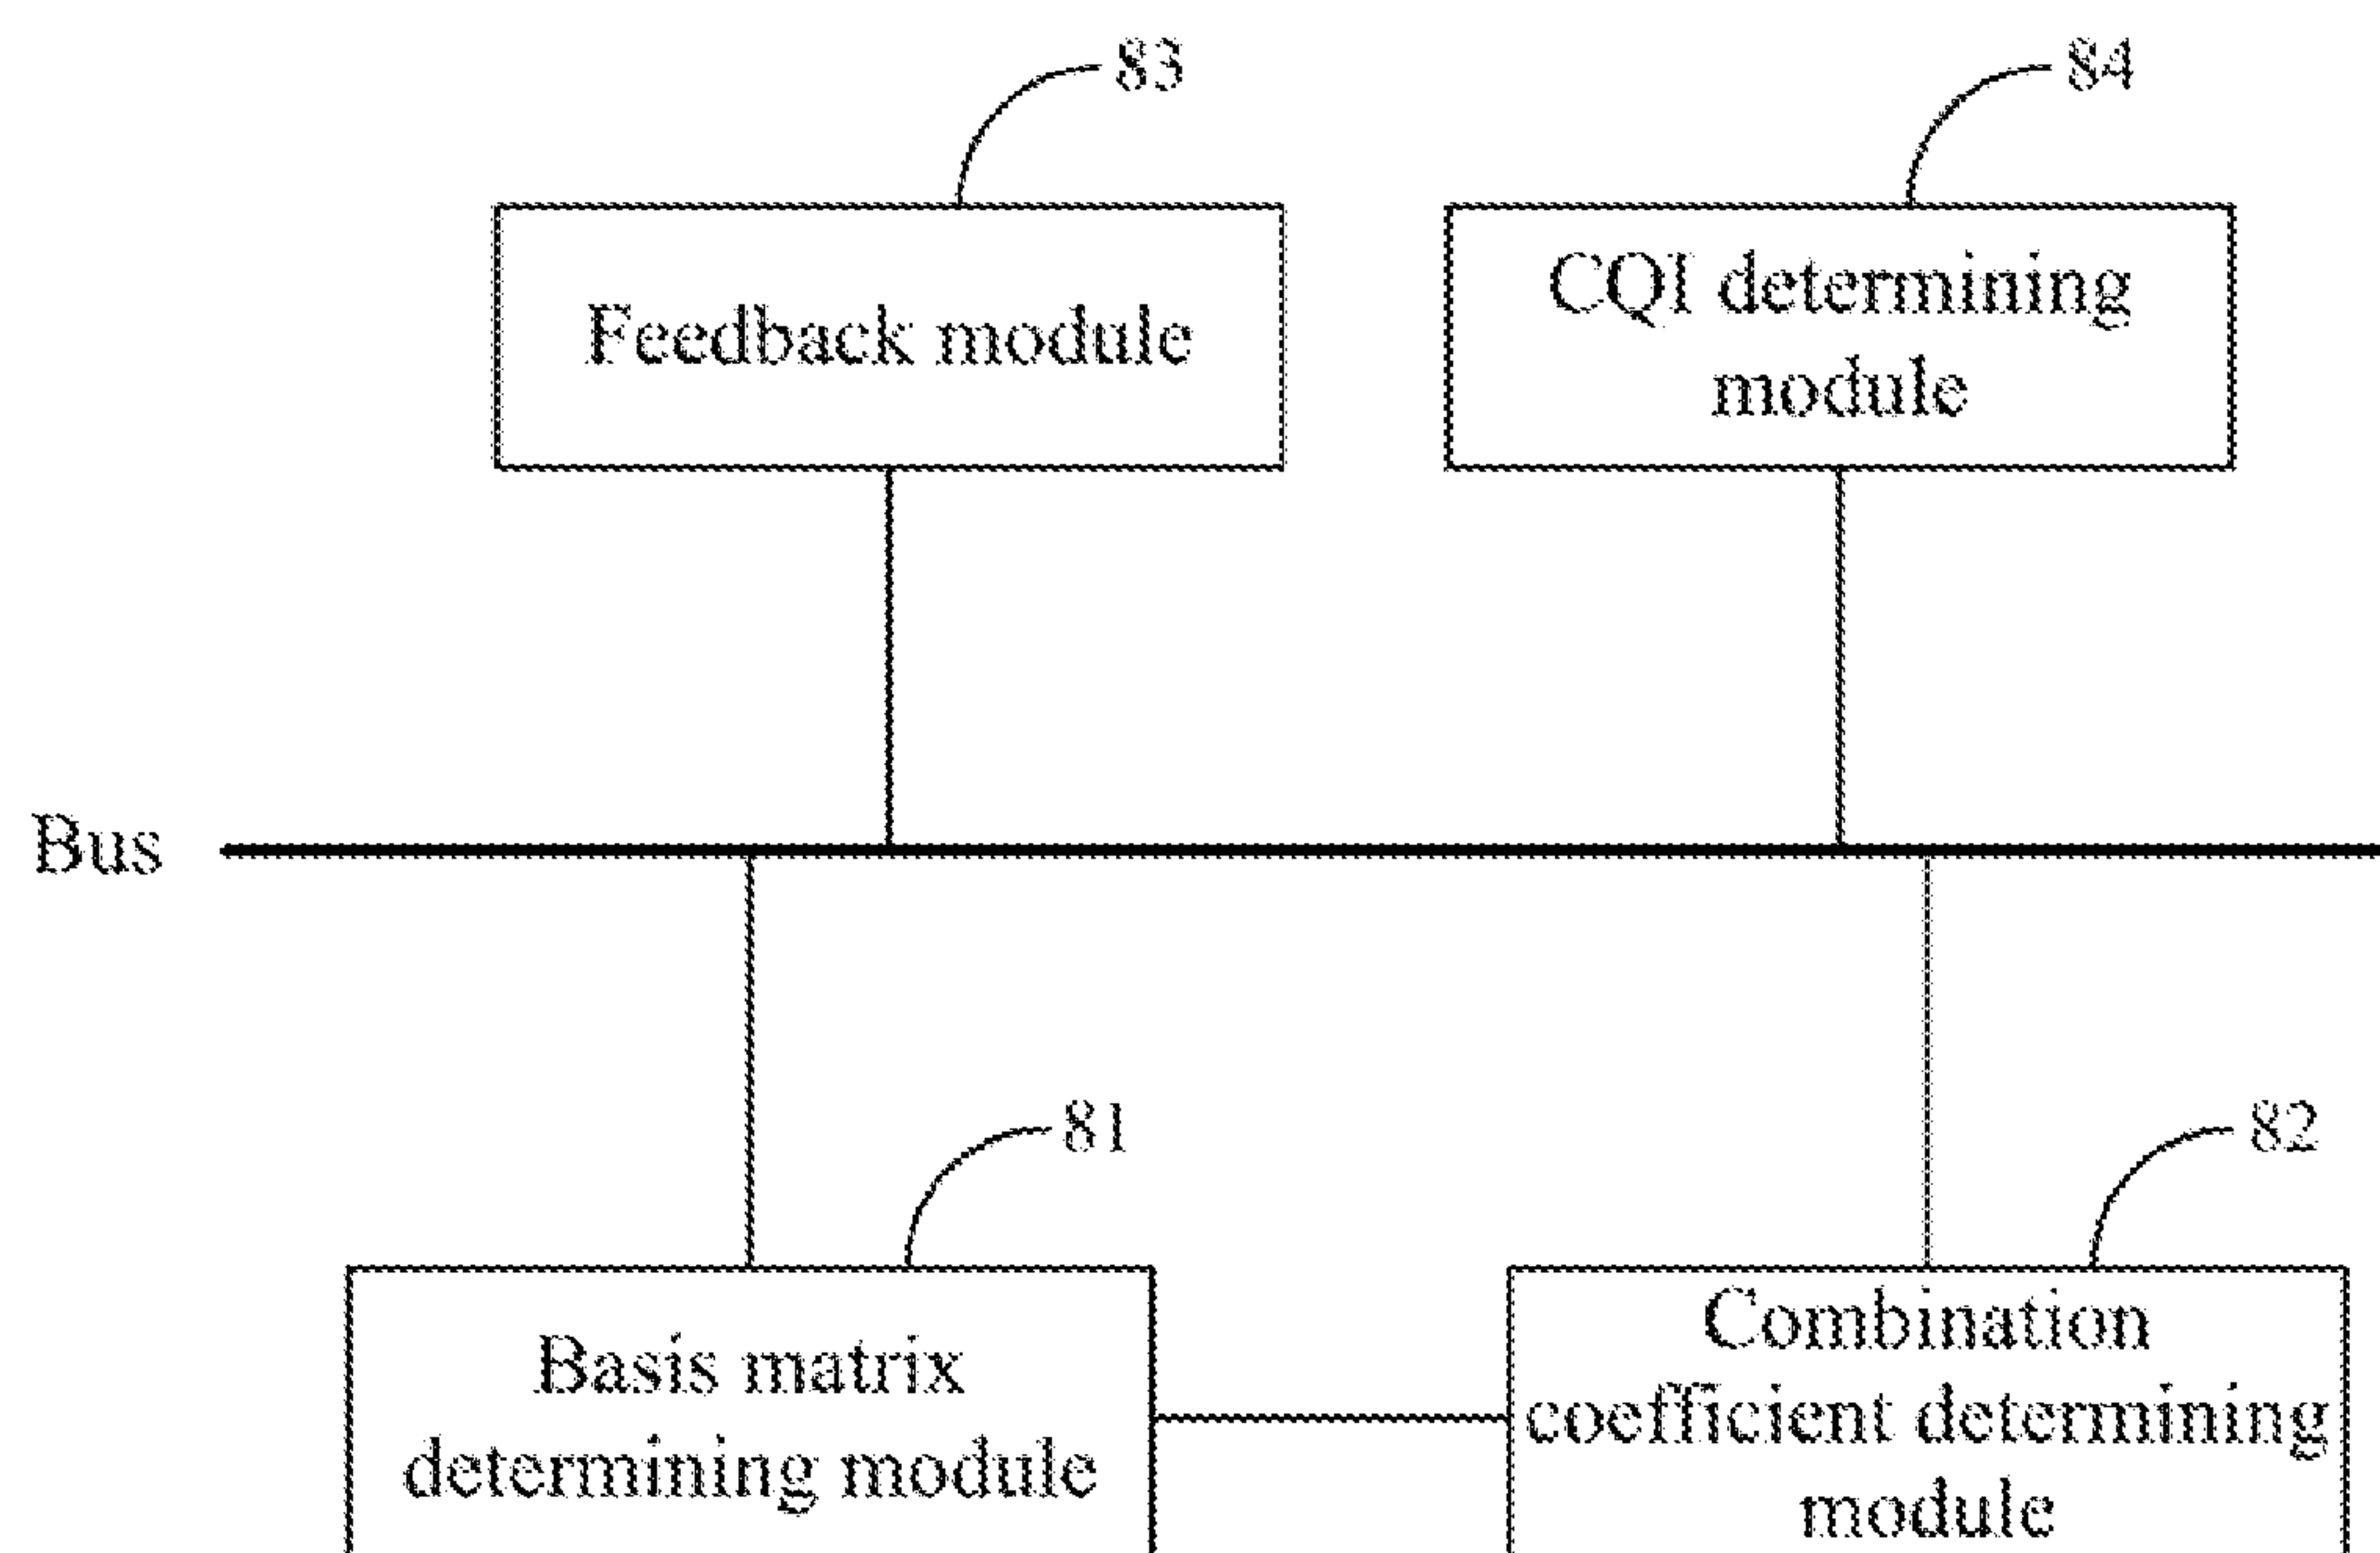 83
84
Feedback module
CQI determining
module
Bus
81
82
Basis matrix
determining module
Combination
coefficient determining
module